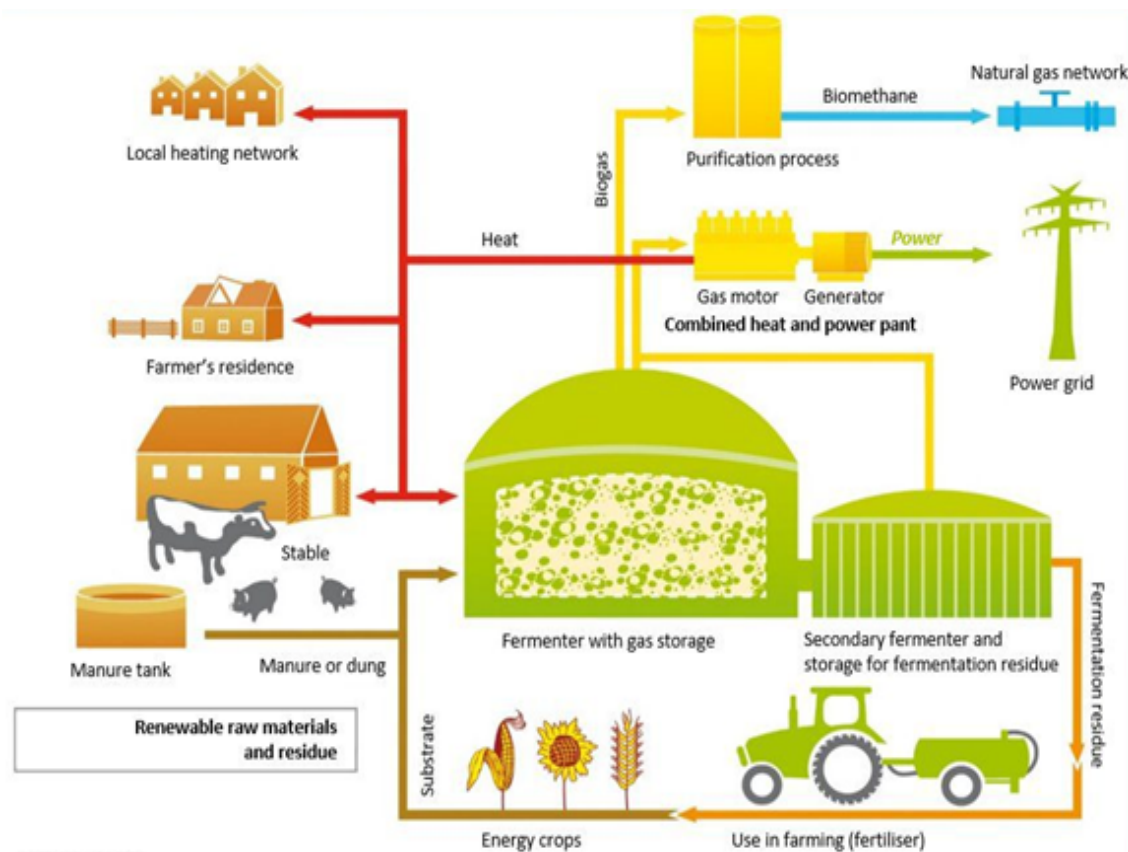 Natural gas network
Biomethane
Local heating network
Purification process
Biogas
Heat
Power
Gas motor
Generator
Combined heat and power pant
Farmer's residence
Power grid
Stable
Fermenter with gas storage
Secondary fermenter and
storage for fermentation residue
Fermentation residue
Manure tank
Manure or dung
Renewable raw materials
and residue
Substrate
Energy crops
Use in farming (fertiliser)